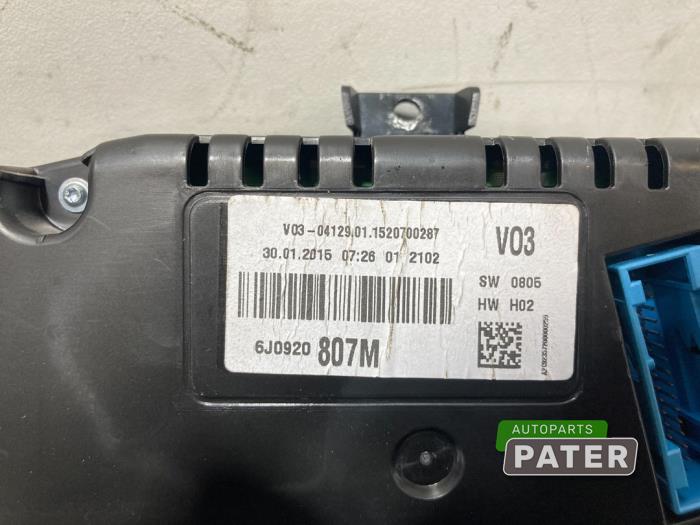 V03-04129.01.1520700287
V03
30.01.2015 07:26 01 2102
SW 0805
HW H02
6J0920 807M
AUTOPARTS
PATER